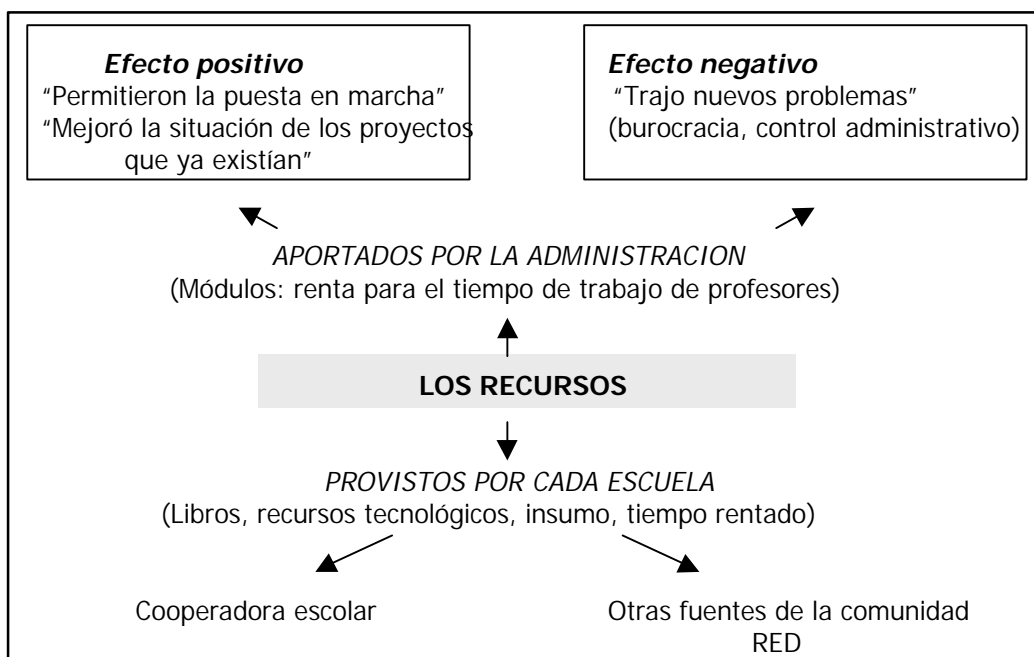 Efecto positivo
“Permitieron la puesta en marcha”
“Mejoró la situación de los proyectos
que ya existían”
Efecto negativo
“Trajo nuevos problemas”
(burocracia, control administrativo)
APORTADOS POR LA ADMINISTRACION
(Módulos: renta para el tiempo de trabajo de profesores)
LOS RECURSOS
PROVISTOS POR CADA ESCUELA
(Libros, recursos tecnológicos, insumo, tiempo rentado)
Cooperadora escolar
Otras fuentes de la comunidad
RED